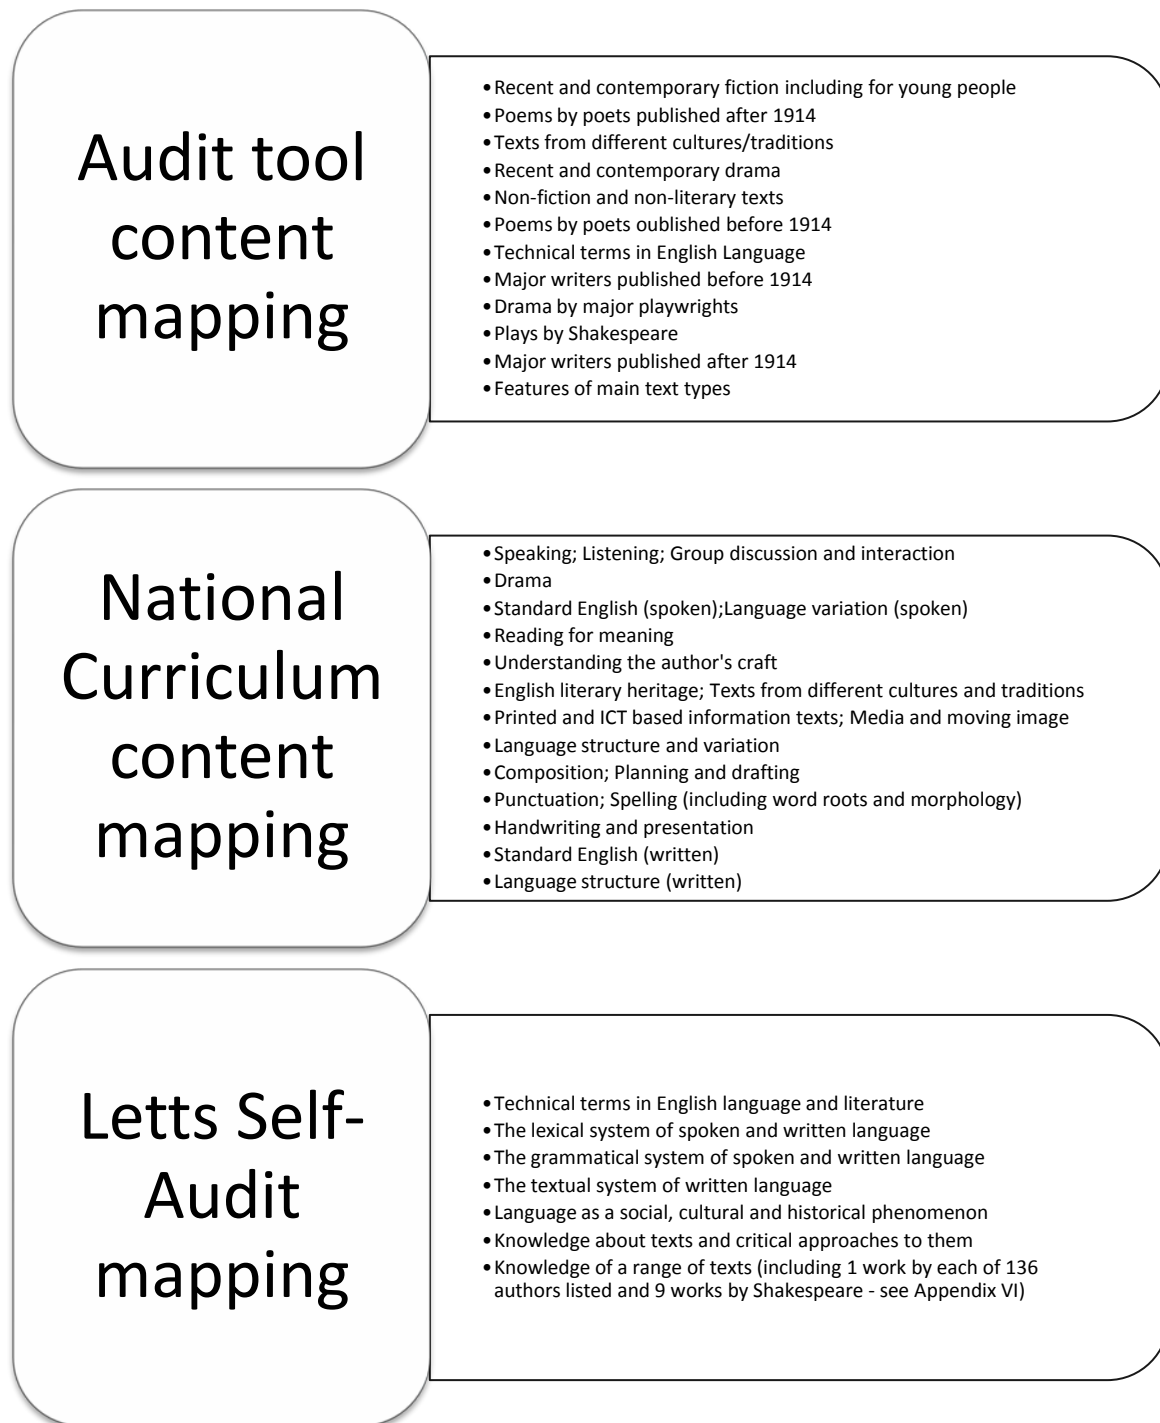 Audit tool
content
mapping
•Recent and contemporary fiction including for young people
•Poems by poets published after 1914
•Texts from different cultures/traditions
•Recent and contemporary drama
•Non-fiction and non-literary texts
•Poems by poets oublished before 1914
•Technical terms in English Language
•Major writers published before 1914
•Drama by major playwrights
•Plays by Shakespeare
•Major writers published after 1914
•Features of main text types
National
Curriculum
content
mapping
•Speaking; Listening; Group discussion and interaction
•Drama
•Standard English (spoken);Language variation (spoken)
•Reading for meaning
•Understanding the author's craft
•English literary heritage; Texts from different cultures and traditions
•Printed and ICT based information texts; Media and moving image
•Language structure and variation
•Composition; Planning and drafting
•Punctuation; Spelling (including word roots and morphology)
•Handwriting and presentation
•Standard English (written)
•Language structure (written)
Letts Self-
Audit
mapping
•Technical terms in English language and literature
•The lexical system of spoken and written language
•The grammatical system of spoken and written language
•The textual system of written language
•Language as a social, cultural and historical phenomenon
•Knowledge about texts and critical approaches to them
•Knowledge of a range of texts (including 1 work by each of 136
authors listed and 9 works by Shakespeare - see Appendix VI)